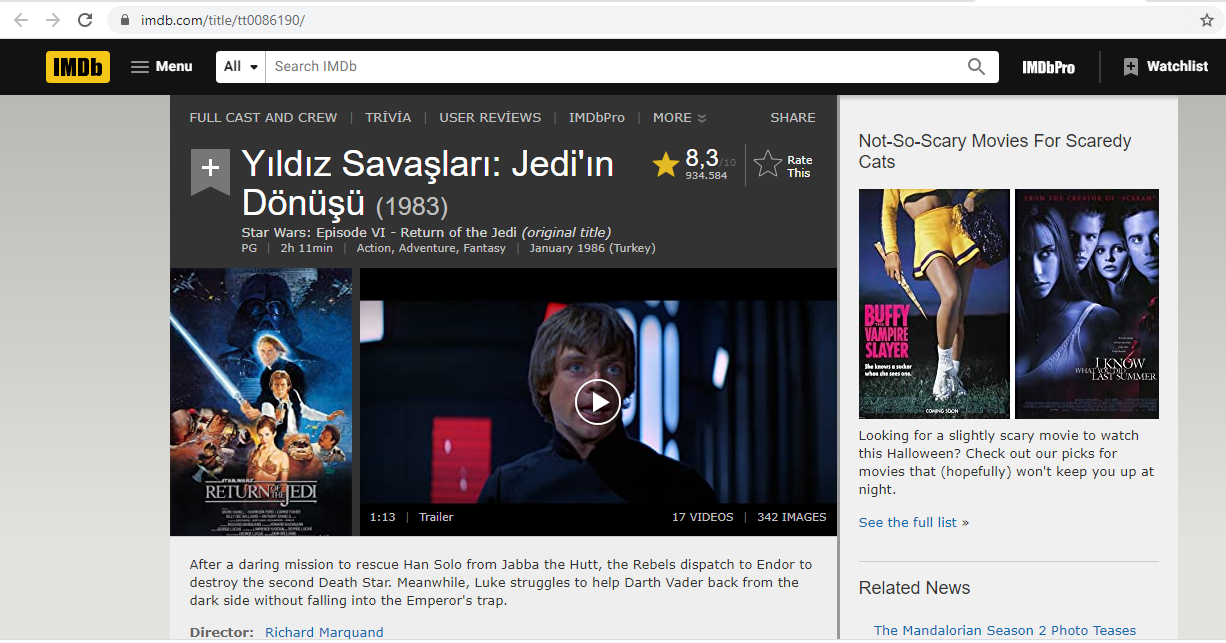 imdb.com/title/tt0086190/
IMDb
Menu
All
Search IMDb
IMDbPro
Watchlist
FULL CAST AND CREW | TRİVİA | USER REVİEWS | IMDbPro | MORE
SHARE
Yıldız Savaşları: Jedi'ın
Dönüşü (1983)
8,3/10
934.584
Rate
This
Star Wars: Episode VI - Return of the Jedi (original title)
PG | 2h 11min | Action, Adventure, Fantasy | January 1986 (Turkey)
STAR WARS
RETURN OF THE JEDI
1:13 | Trailer
17 VIDEOS | 342 IMAGES
After a daring mission to rescue Han Solo from Jabba the Hutt, the Rebels dispatch to Endor to
destroy the second Death Star. Meanwhile, Luke struggles to help Darth Vader back from the
dark side without falling into the Emperor's trap.
Director: Richard Marquand
Not-So-Scary Movies For Scaredy
Cats
BUFFY
THE
VAMPIRE
SLAYER
She knows a sucker
when she sees one.
COMING SOON
FROM THE CREATOR OF "SCREAM"
I KNOW
WHAT YOU DID
LAST SUMMER
Looking for a slightly scary movie to watch
this Halloween? Check out our picks for
movies that (hopefully) won't keep you up at
night.
See the full list »
Related News
The Mandalorian Season 2 Photo Teases